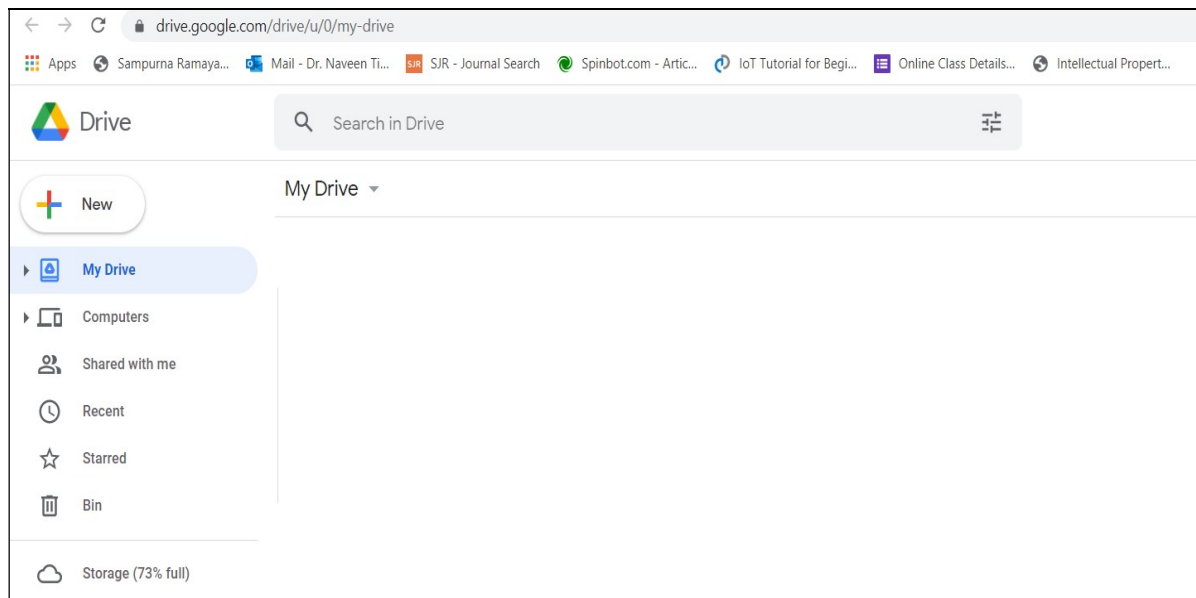 drive.google.com/drive/u/0/my-drive
Apps Sampurna Ramaya... Mail - Dr. Naveen Ti... SJR SJR - Journal Search Spinbot.com - Artic... IoT Tutorial for Begi... Online Class Details... Intellectual Propert...
Drive Search in Drive
New My Drive
My Drive
Computers
Shared with me
Recent
Starred
Bin
Storage (73% full)